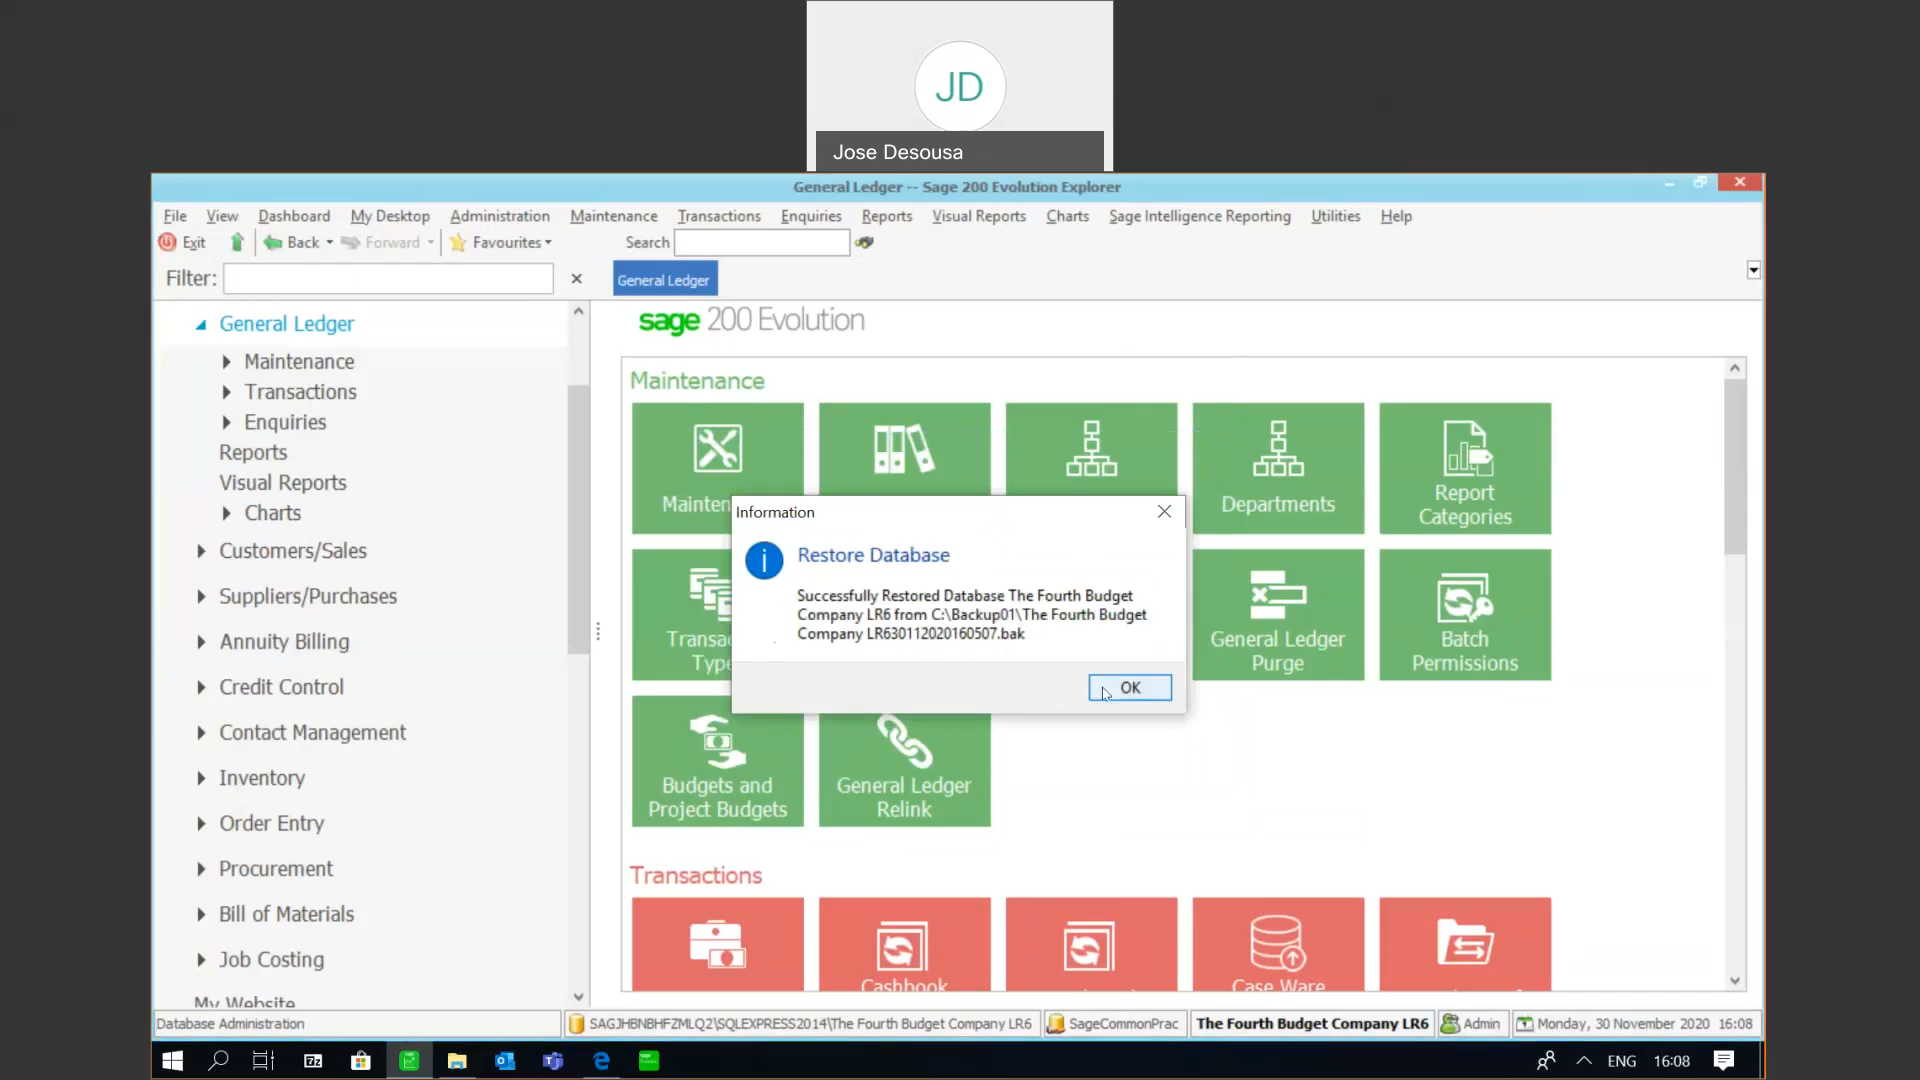 JD
Jose Desousa
General Ledger -- Sage 200 Evolution Explorer
File View Dashboard My Desktop Administration Maintenance Transactions Enquiries Reports Visual Reports Charts Sage Intelligence Reporting Utilities Help
Exit Back Forward Favourites Search
Filter:
General Ledger
General Ledger
Maintenance
Transactions
Enquiries
Reports
Visual Reports
Charts
Customers/Sales
Suppliers/Purchases
Annuity Billing
Credit Control
Contact Management
Inventory
Order Entry
Procurement
Bill of Materials
Job Costing
My Website
sage 200 Evolution
Maintenance
Departments
Report
Categories
General Ledger
Purge
Batch
Permissions
Budgets and
Project Budgets
General Ledger
Relink
Information
Restore Database
Successfully Restored Database The Fourth Budget
Company LR6 from C:\Backup01\The Fourth Budget
Company LR630112020160507.bak
OK
Transactions
Cashbook
Case Ware
Database Administration
SAGJHBNBHFZMLQ2\SQLEXPRESS2014\The Fourth Budget Company LR6
SageCommonPrac
The Fourth Budget Company LR6
Admin
Monday, 30 November 2020 16:08
ENG 16:08